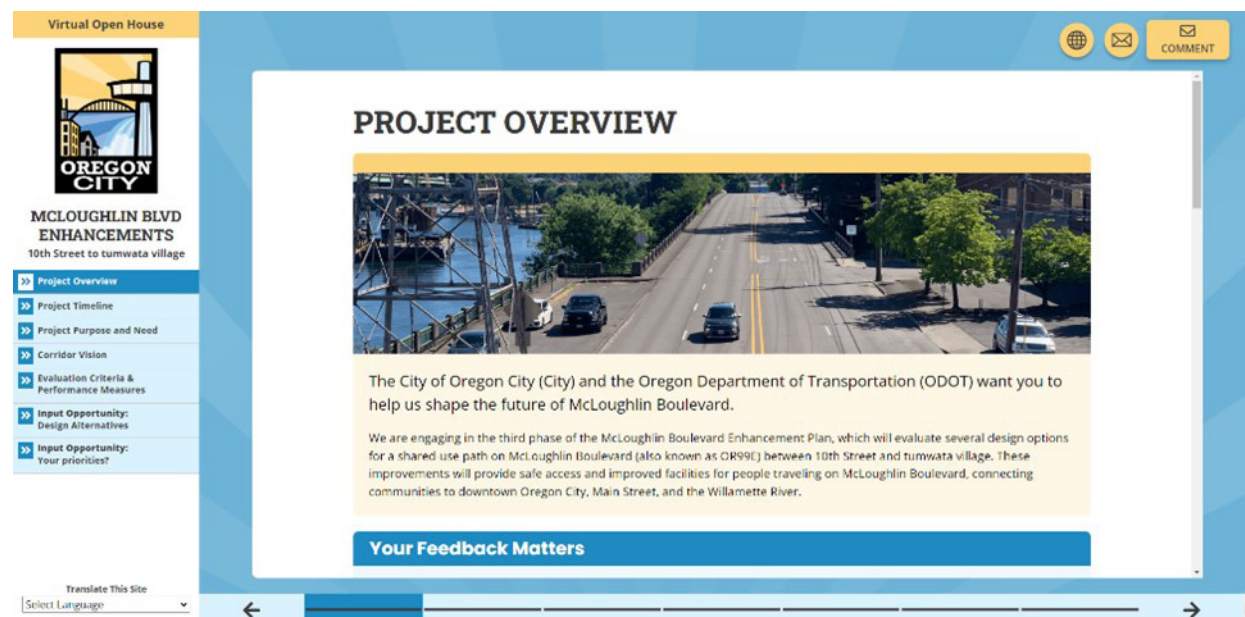 Virtual Open House
OREGON
CITY
MCLOUGHLIN BLVD
ENHANCEMENTS
10th Street to tumwata village
Project Overview
Project Timeline
Project Purpose and Need
Corridor Vision
Evaluation Criteria &
Performance Measures
Input Opportunity:
Design Alternatives
Input Opportunity:
Your priorities?
Translate This Site
Select Language
COMMENT
PROJECT OVERVIEW
The City of Oregon City (City) and the Oregon Department of Transportation (ODOT) want you to
help us shape the future of McLoughlin Boulevard.
We are engaging in the third phase of the McLoughlin Boulevard Enhancement Plan, which will evaluate several design options
for a shared use path on McLoughlin Boulevard (also known as OR99E) between 10th Street and tumwata village. These
improvements will provide safe access and improved facilities for people traveling on McLoughlin Boulevard, connecting
communities to downtown Oregon City, Main Street, and the Willamette River.
Your Feedback Matters